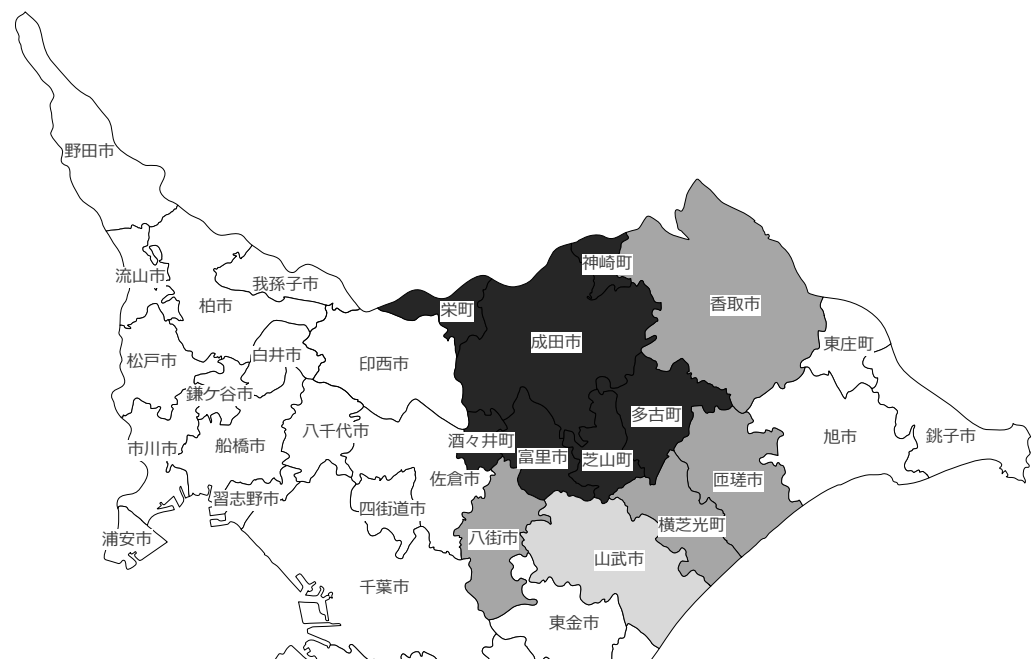 野田市
流山市
我孫子市
柏市
神崎町
香取市
栄町
成田市
東庄町
松戸市
白井市
印西市
鎌ケ谷市
多古町
市川市
船橋市
八千代市
酒々井町
富里市
芝山町
旭市
銚子市
佐倉市
匝瑳市
習志野市
四街道市
横芝光町
浦安市
八街市
山武市
千葉市
東金市